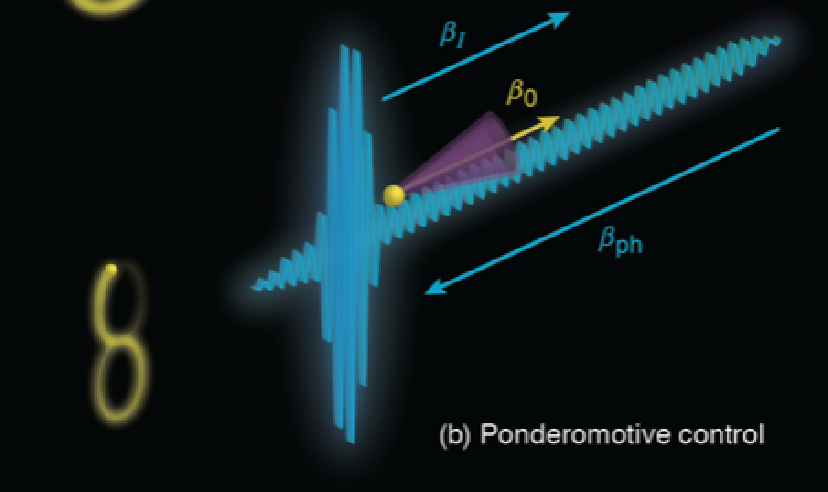 β_I
β_0
β_ph
(b) Ponderomotive control